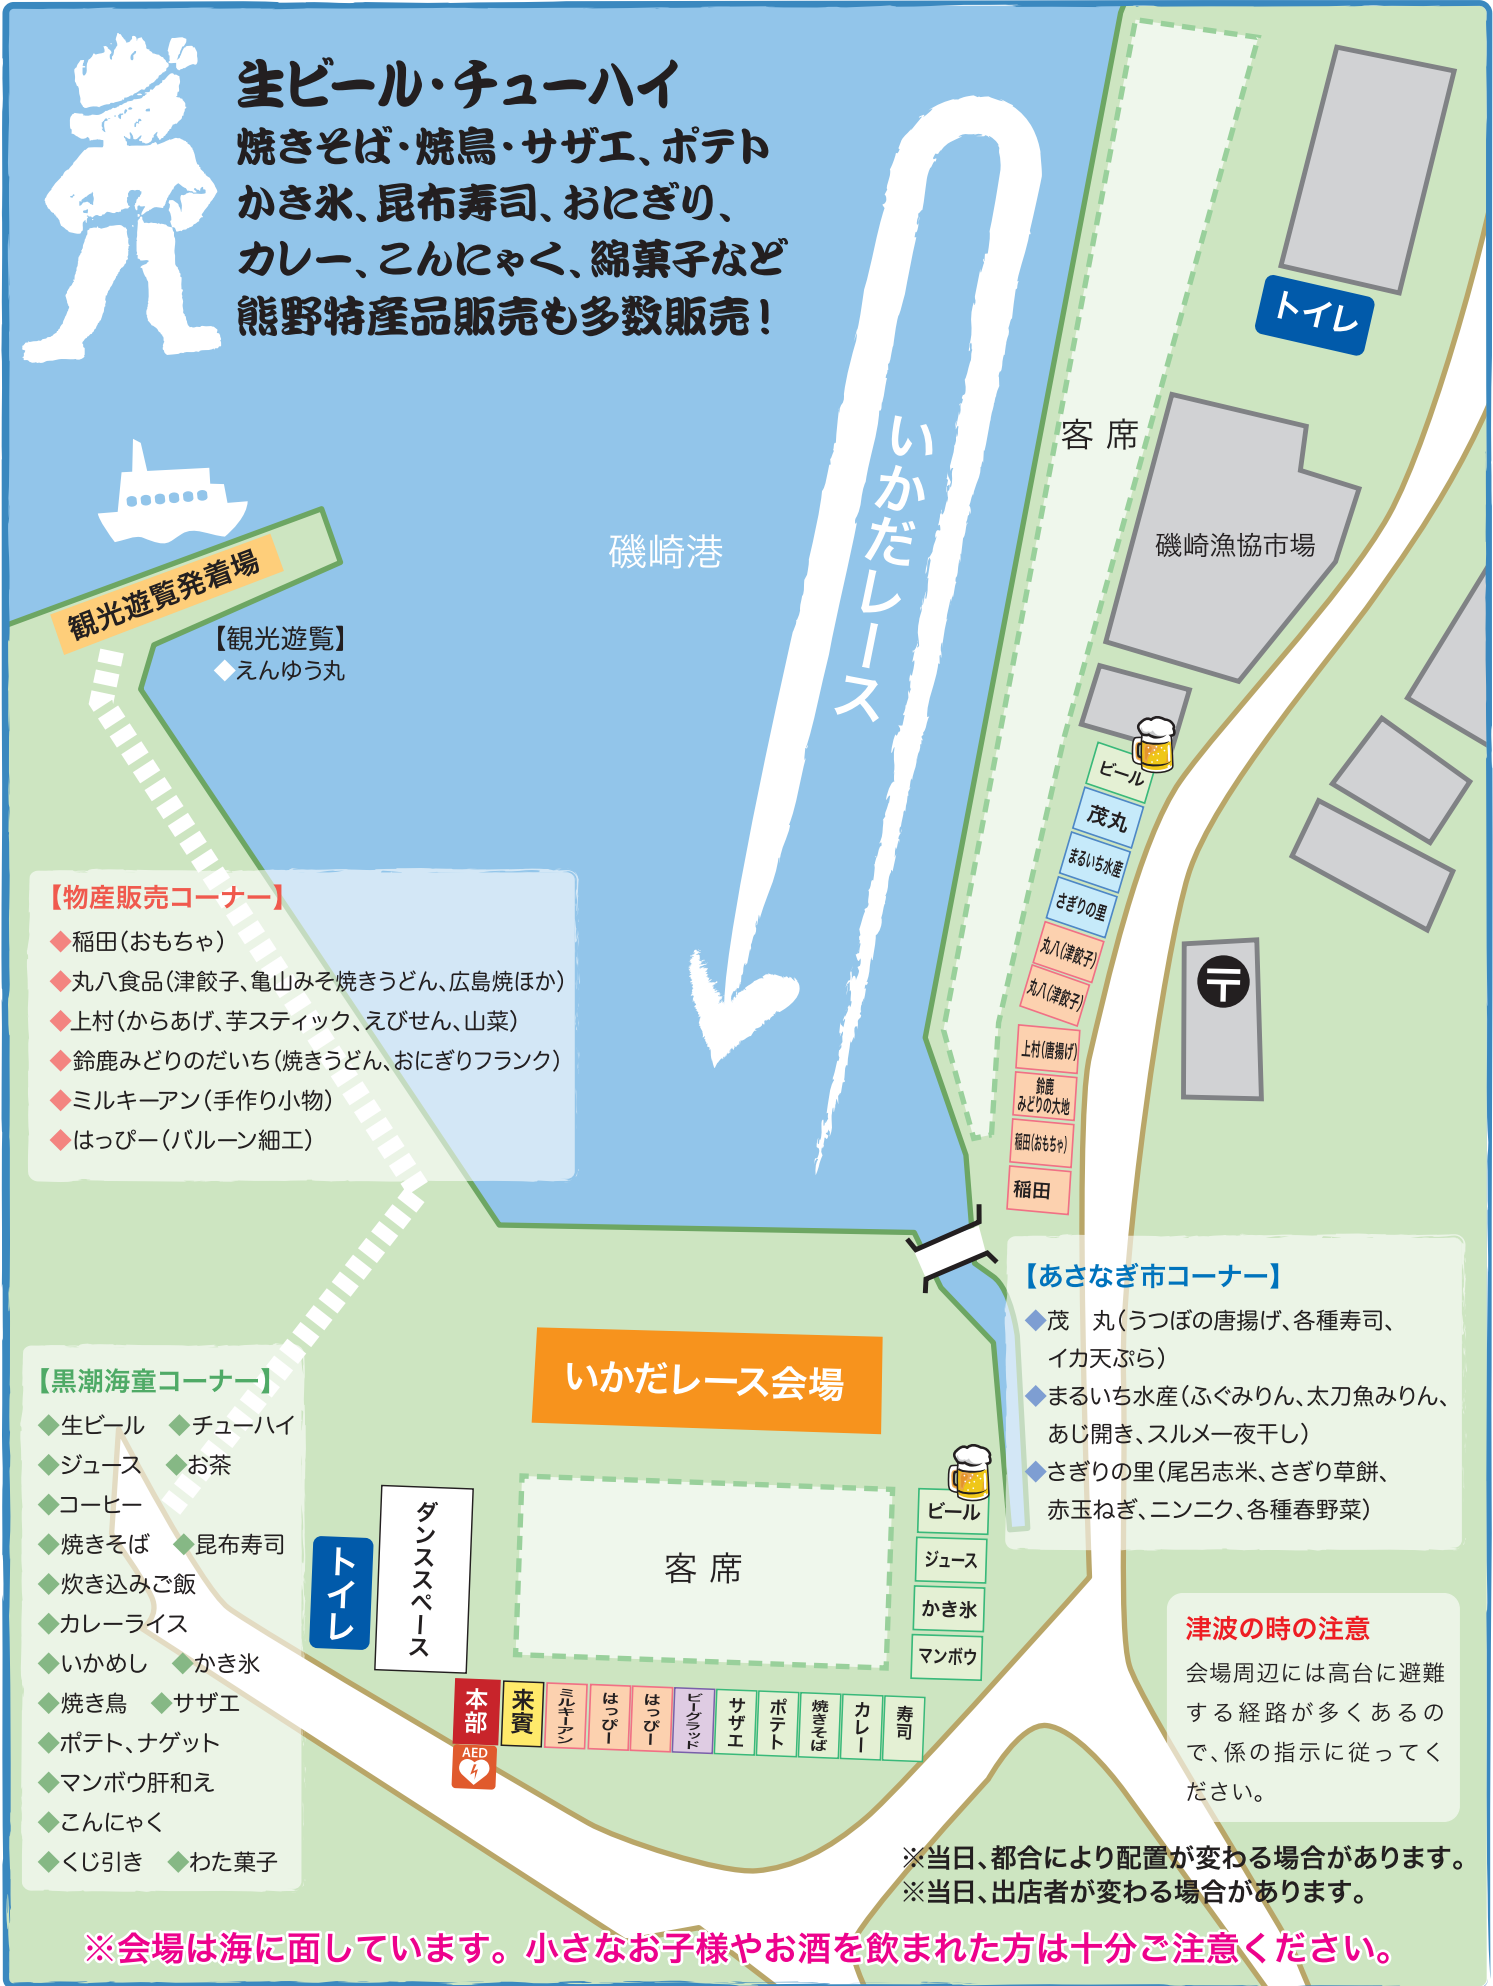 生ビール・チューハイ
焼きそば・焼鳥・サザエ、ポテト
かき氷、昆布寿司、おにぎり、
カレー、こんにゃく、綿菓子など
熊野特産品販売も多数販売！
トイレ
客 席
いかだレース
磯崎港
磯崎漁協市場
観光遊覧発着場
【観光遊覧】
◆えんゆう丸
ビール
茂丸
まるいち水産
さぎりの里
丸八（津餃子）
丸八（津餃子）
上村（唐揚げ）
鈴鹿
みどりの大地
稲田（おもちゃ）
稲田
〒
【物産販売コーナー】
◆稲田（おもちゃ）
◆丸八食品（津餃子、亀山みそ焼きうどん、広島焼ほか）
◆上村（からあげ、芋スティック、えびせん、山菜）
◆鈴鹿みどりのだいち（焼きうどん、おにぎりフランク）
◆ミルキーアン（手作り小物）
◆はっぴー（バルーン細工）
【あさなぎ市コーナー】
◆茂　丸（うつぼの唐揚げ、各種寿司、
イカ天ぷら）
◆まるいち水産（ふぐみりん、太刀魚みりん、
あじ開き、スルメ一夜干し）
◆さぎりの里（尾呂志米、さぎり草餅、
赤玉ねぎ、ニンニク、各種春野菜）
いかだレース会場
【黒潮海童コーナー】
◆生ビール　◆チューハイ
◆ジュース　◆お茶
◆コーヒー
◆焼きそば　◆昆布寿司
◆炊き込みご飯
◆カレーライス
◆いかめし　◆かき氷
◆焼き鳥　◆サザエ
◆ポテト、ナゲット
◆マンボウ肝和え
◆こんにゃく
◆くじ引き　◆わた菓子
トイレ
ダンススペース
客 席
ビール
ジュース
かき氷
マンボウ
本部
来賓
ミルキーアン
はっぴー
はっぴー
ビーグラッド
サザエ
ポテト
焼きそば
カレー
寿司
AED
津波の時の注意
会場周辺には高台に避難
する経路が多くあるの
で、係の指示に従ってく
ださい。
※当日、都合により配置が変わる場合があります。
※当日、出店者が変わる場合があります。
※会場は海に面しています。小さなお子様やお酒を飲まれた方は十分ご注意ください。